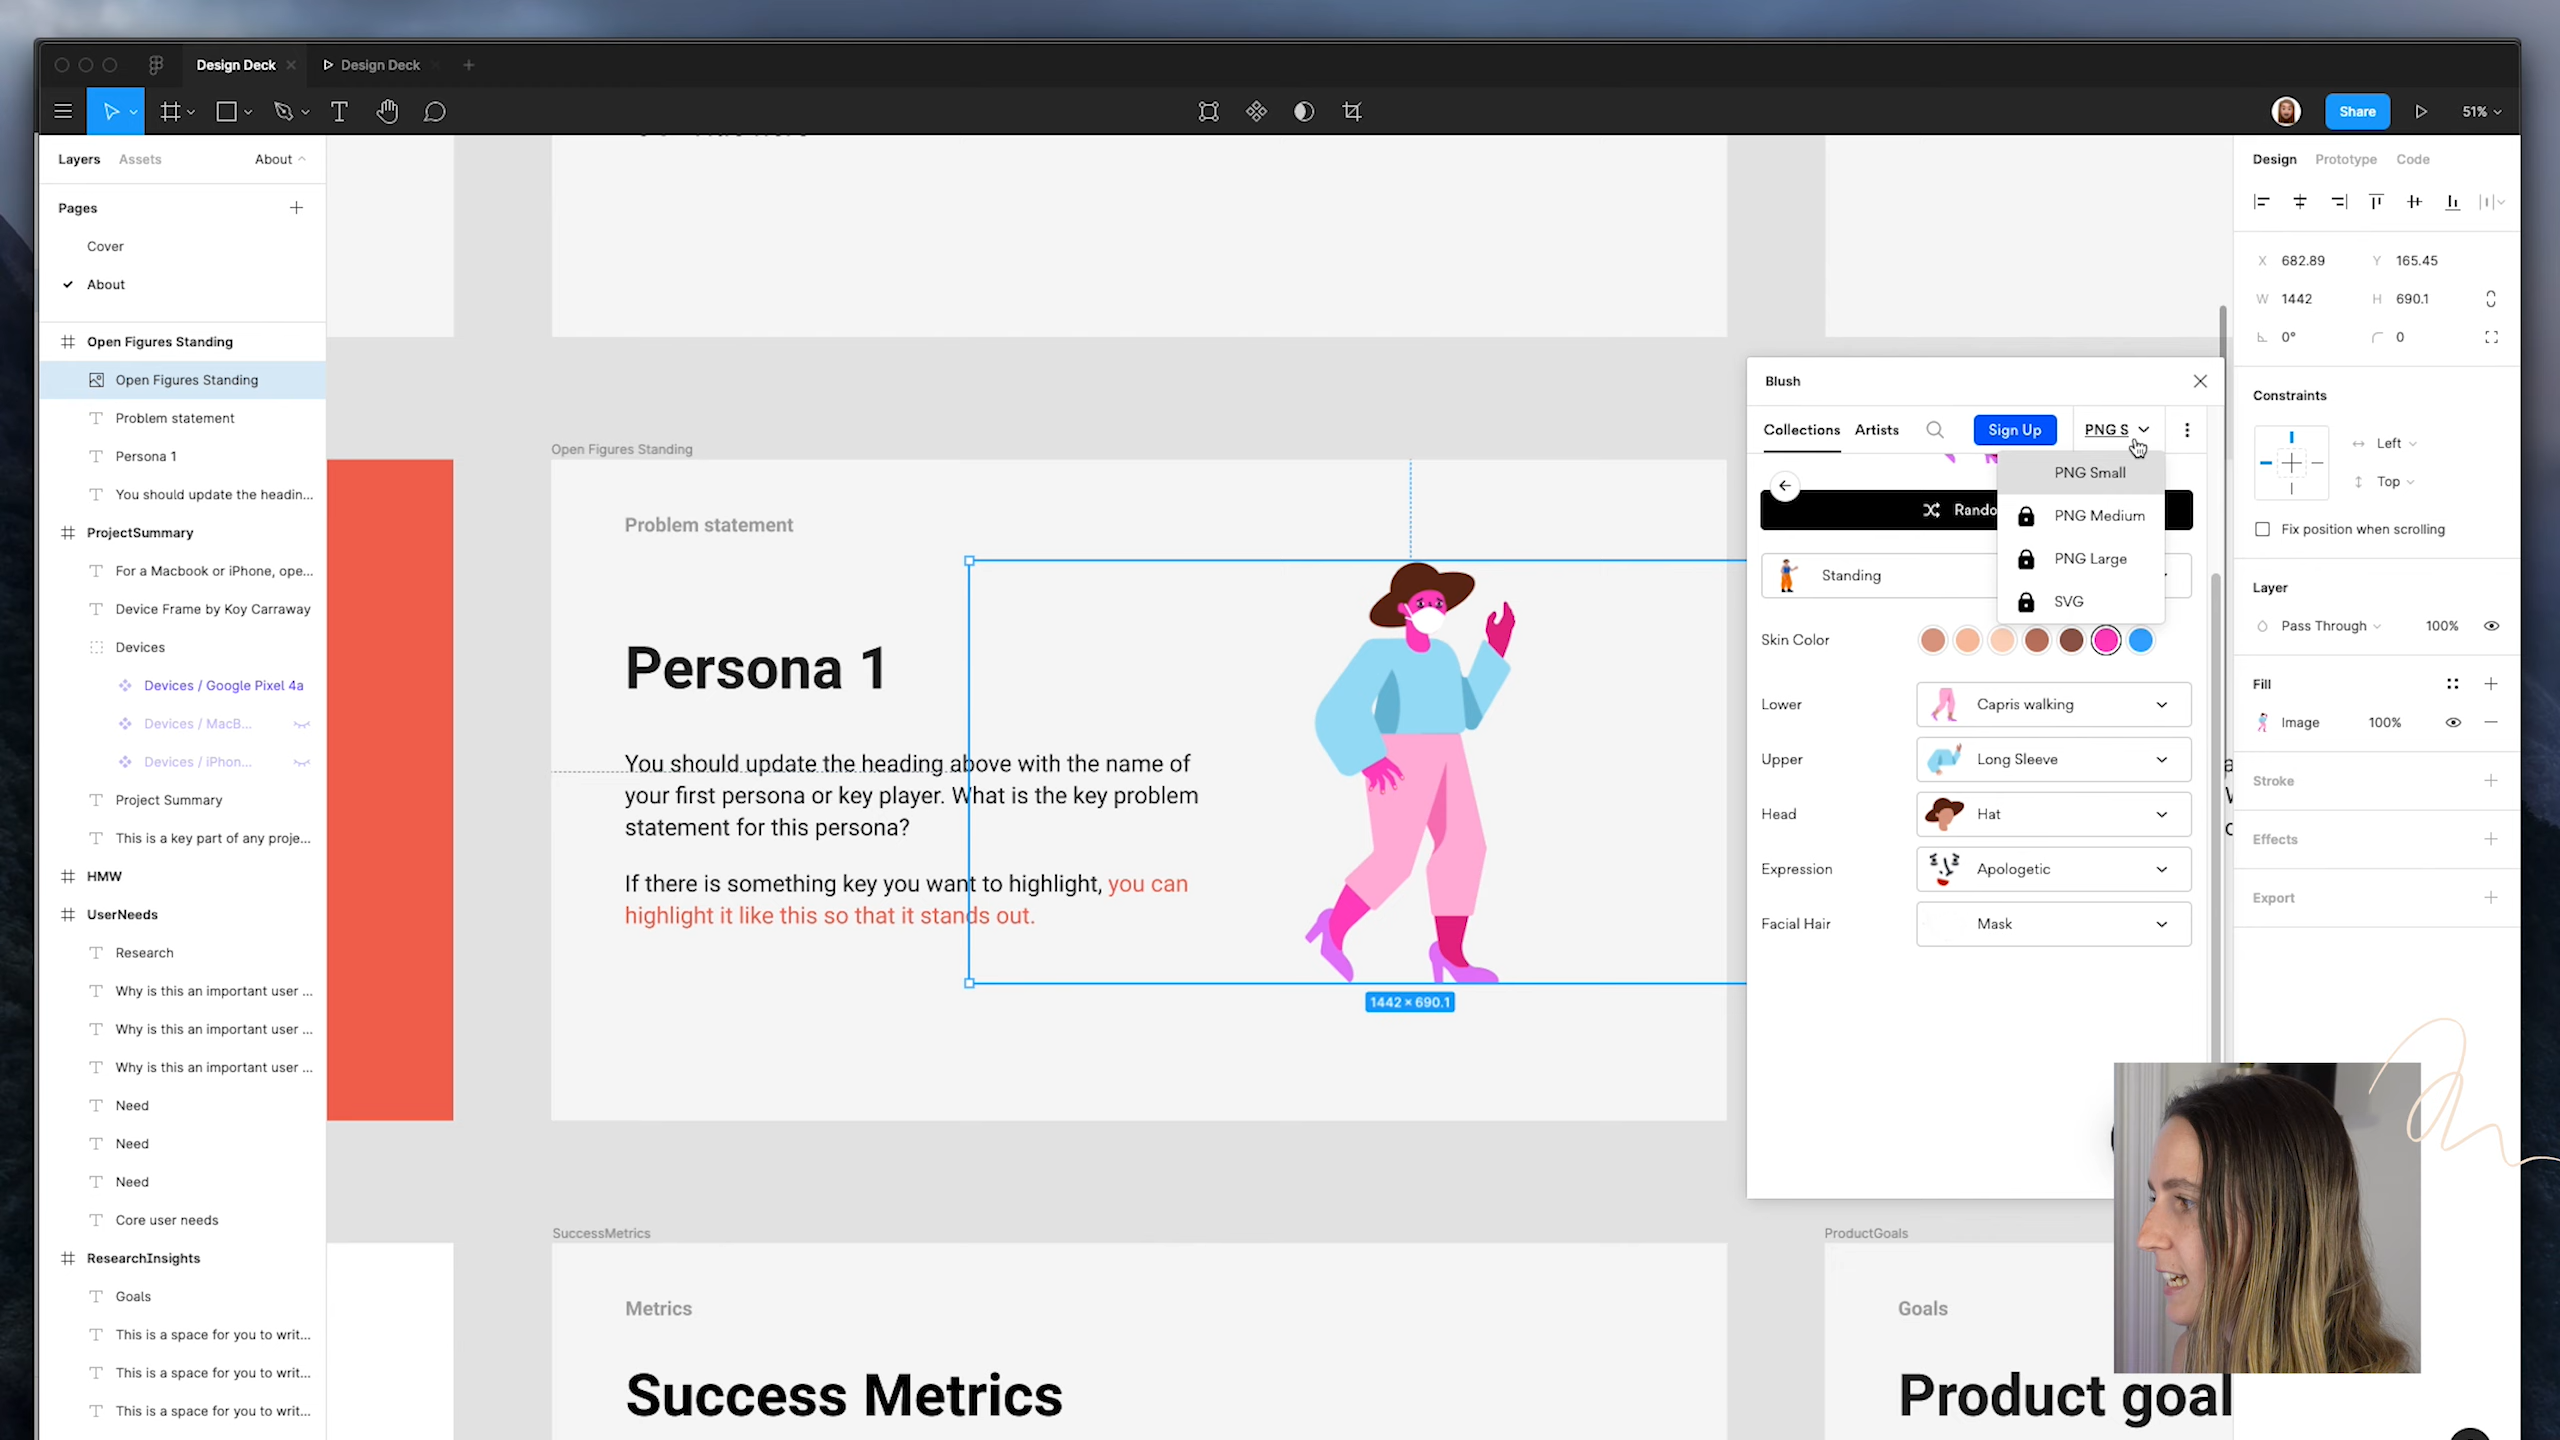 Design Deck
Design Deck
Share
51%
Layers
Assets
About
Pages
Cover
About
Open Figures Standing
Open Figures Standing
Problem statement
Persona 1
You should update the headin...
ProjectSummary
For a Macbook or iPhone, ope...
Device Frame by Koy Carraway
Devices
Devices / Google Pixel 4a
Devices / MacB...
Devices / iPhon...
Project Summary
This is a key part of any proje...
HMW
UserNeeds
Research
Why is this an important user ...
Why is this an important user ...
Why is this an important user ...
Need
Need
Need
Core user needs
ResearchInsights
Goals
This is a space for you to writ...
This is a space for you to writ...
This is a space for you to writ...
Open Figures Standing
Problem statement
Persona 1
You should update the heading above with the name of
your first persona or key player. What is the key problem
statement for this persona?
If there is something key you want to highlight, you can
highlight it like this so that it stands out.
1442 × 690.1
SuccessMetrics
Metrics
Success Metrics
ProductGoals
Goals
Product goal
Blush
Collections
Artists
Sign Up
PNG S
PNG Small
PNG Medium
PNG Large
SVG
Rando
Standing
Skin Color
Lower
Capris walking
Upper
Long Sleeve
Head
Hat
Expression
Apologetic
Facial Hair
Mask
Design
Prototype
Code
X 682.89
Y 165.45
W 1442
H 690.1
0°
0
Constraints
Left
Top
Fix position when scrolling
Layer
Pass Through
100%
Fill
Image
100%
Stroke
Effects
Export